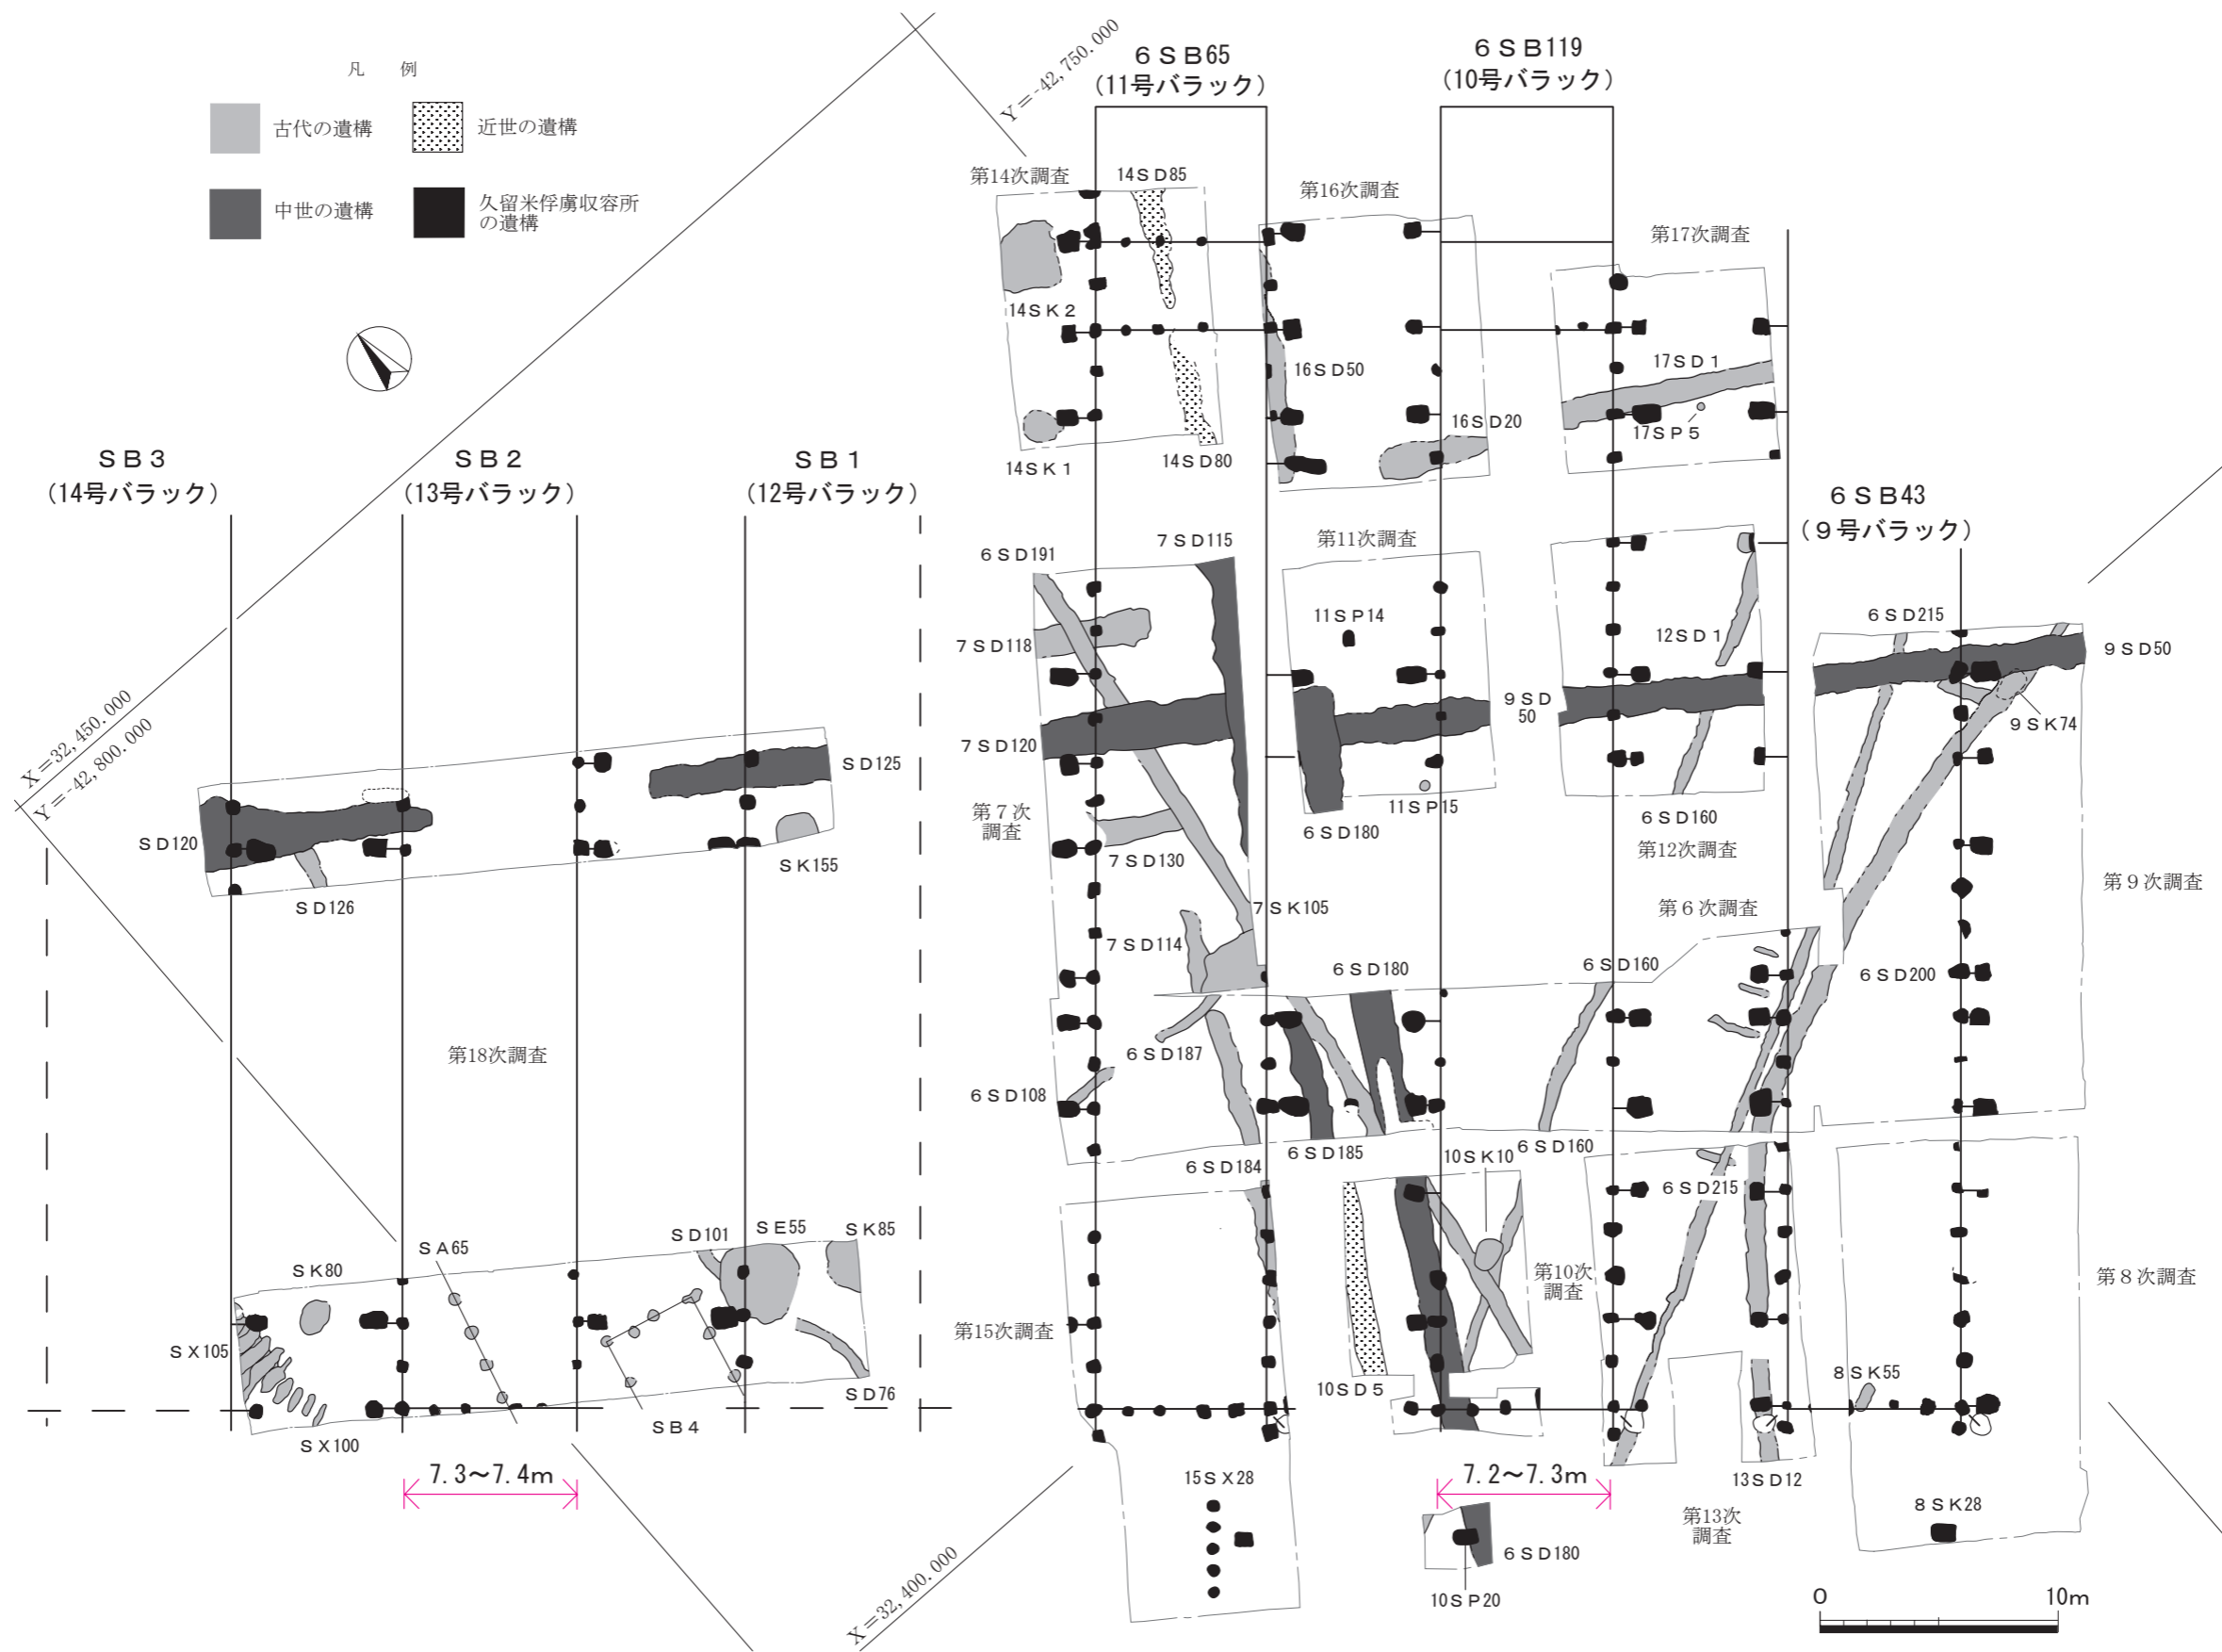 凡　例
古代の遺構
近世の遺構
中世の遺構
久留米俘虜収容所
の遺構
Y=-42,750.000
6SB65
(11号バラック)
6SB119
(10号バラック)
第14次調査
14SD85
第16次調査
第17次調査
14SK2
16SD50
17SD1
17SP5
16SD20
14SK1
14SD80
SB3
(14号バラック)
SB2
(13号バラック)
SB1
(12号バラック)
6SB43
(9号バラック)
6SD191
7SD115
第11次調査
11SP14
12SD1
6SD215
9SD50
7SD118
9SD
50
9SK74
7SD120
X=32,450.000
Y=-42,800.000
SD125
SD120
SK155
SD126
第7次
調査
7SD130
6SD180
11SP15
6SD160
第12次調査
第9次調査
7SK105
第6次調査
7SD114
6SD180
6SD160
6SD200
第18次調査
6SD187
6SD108
6SD184
6SD185
10SK10
6SD160
6SD215
SA65
SD101
SE55
SK85
SK80
第10次
調査
第8次調査
第15次調査
SX105
10SD5
8SK55
SD76
SB4
SX100
7.3～7.4m
15SX28
7.2～7.3m
13SD12
第13次
調査
8SK28
6SD180
10SP20
X=32,400.000
0
10m